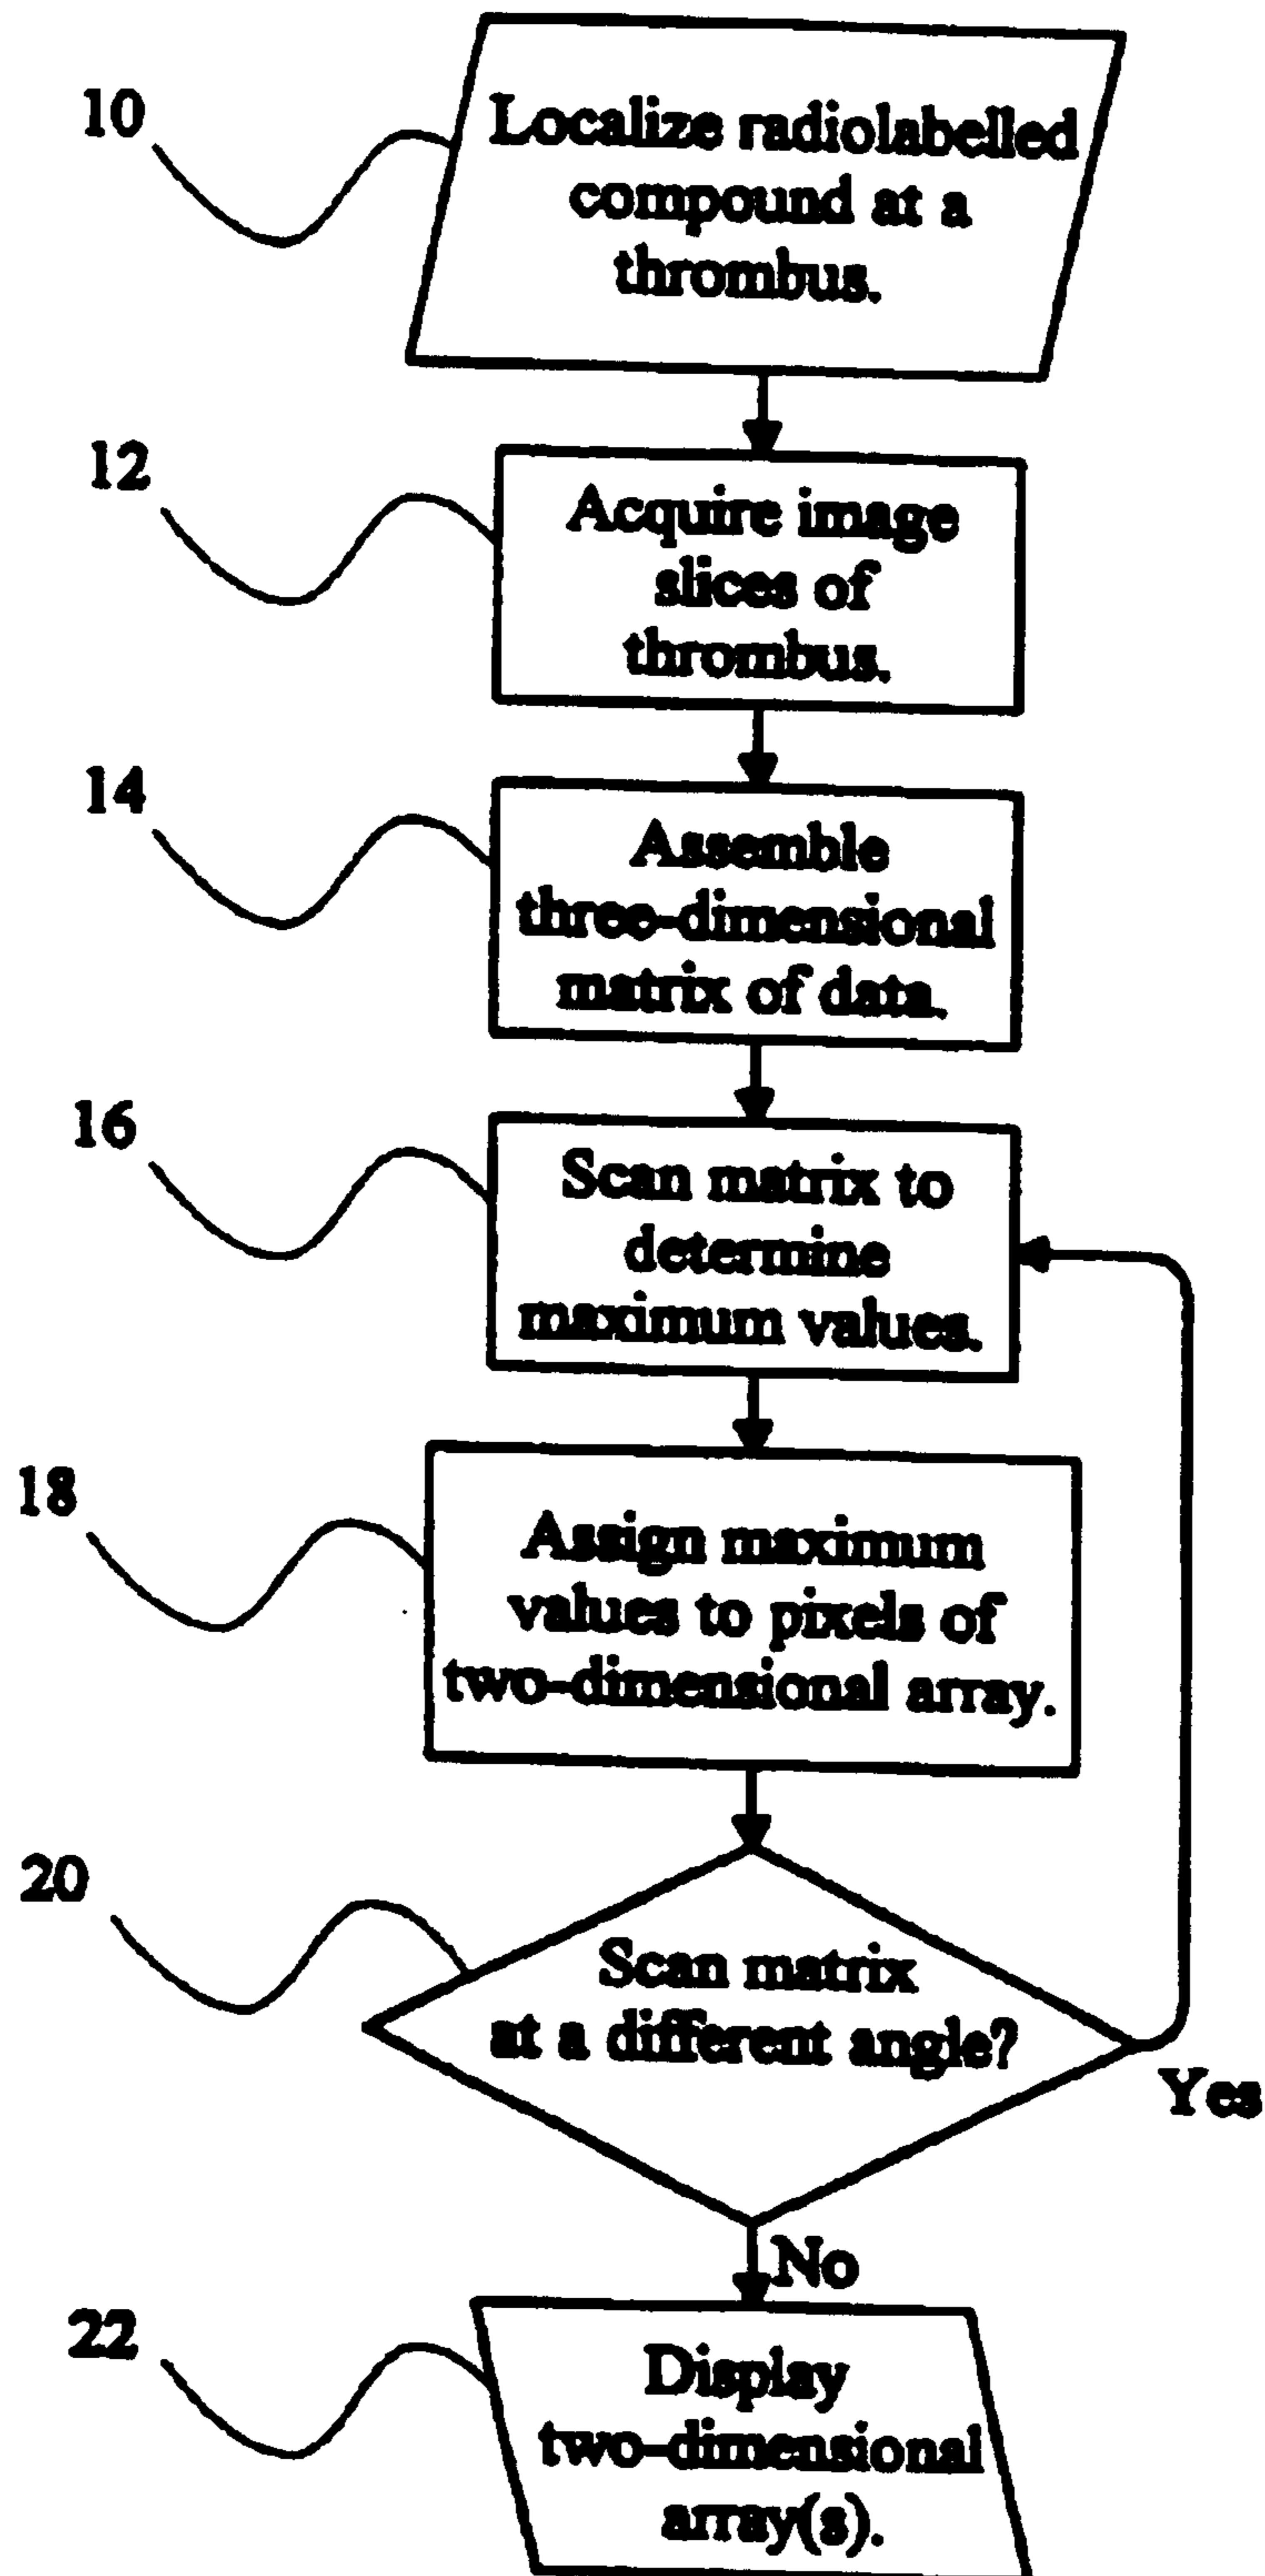 10
Localize radiolabelled
compound at a
thrombus.
12
Acquire image
slices of
thrombus.
14
Assemble
three-dimensional
matrix of data.
16
Scan matrix to
determine
maximum values.
18
Assign maximum
values to pixels of
two-dimensional array.
20
Scan matrix
at a different angle?
Yes
No
22
Display
two-dimensional
array(s).